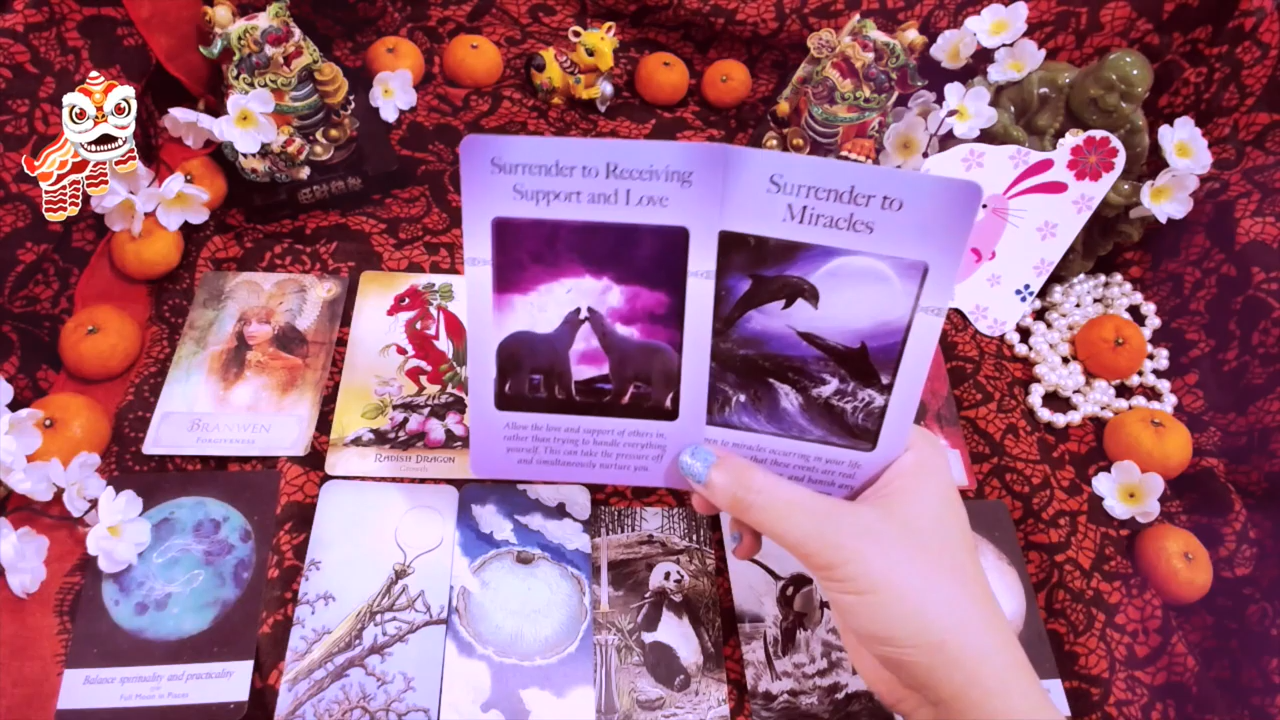 Surrender to Receiving
Support and Love
Allow the love and support of others in,
rather than trying to handle everything
yourself. This can take the pressure off
and simultaneously nurture you.
Surrender to
Miracles
to miracles occurring in your life.
that these events are real.
and banish any
BRANWEN
FORGIVENESS
RADISH DRAGON
Growth
Balance spirituality and practicality
Full Moon in Pisces